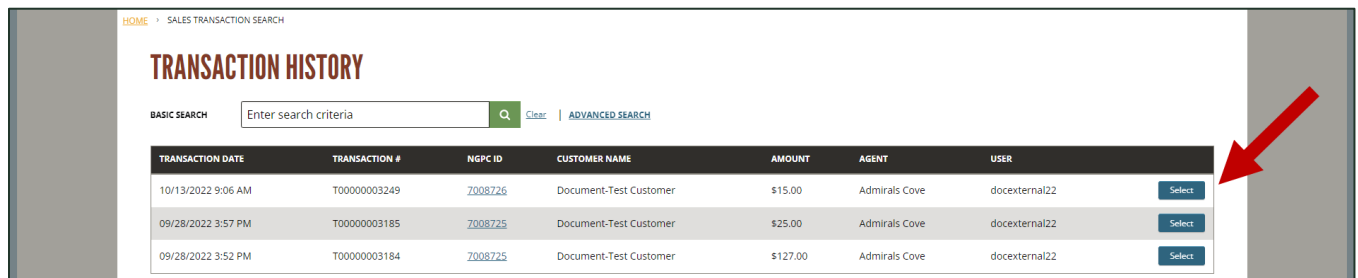 HOME › SALES TRANSACTION SEARCH
TRANSACTION HISTORY
BASIC SEARCH Enter search criteria Clear | ADVANCED SEARCH
TRANSACTION DATE TRANSACTION # NGPC ID CUSTOMER NAME AMOUNT AGENT USER
10/13/2022 9:06 AM T00000003249 7008726 Document-Test Customer $15.00 Admirals Cove docexternal22 Select
09/28/2022 3:57 PM T00000003185 7008725 Document-Test Customer $25.00 Admirals Cove docexternal22 Select
09/28/2022 3:52 PM T00000003184 7008725 Document-Test Customer $127.00 Admirals Cove docexternal22 Select